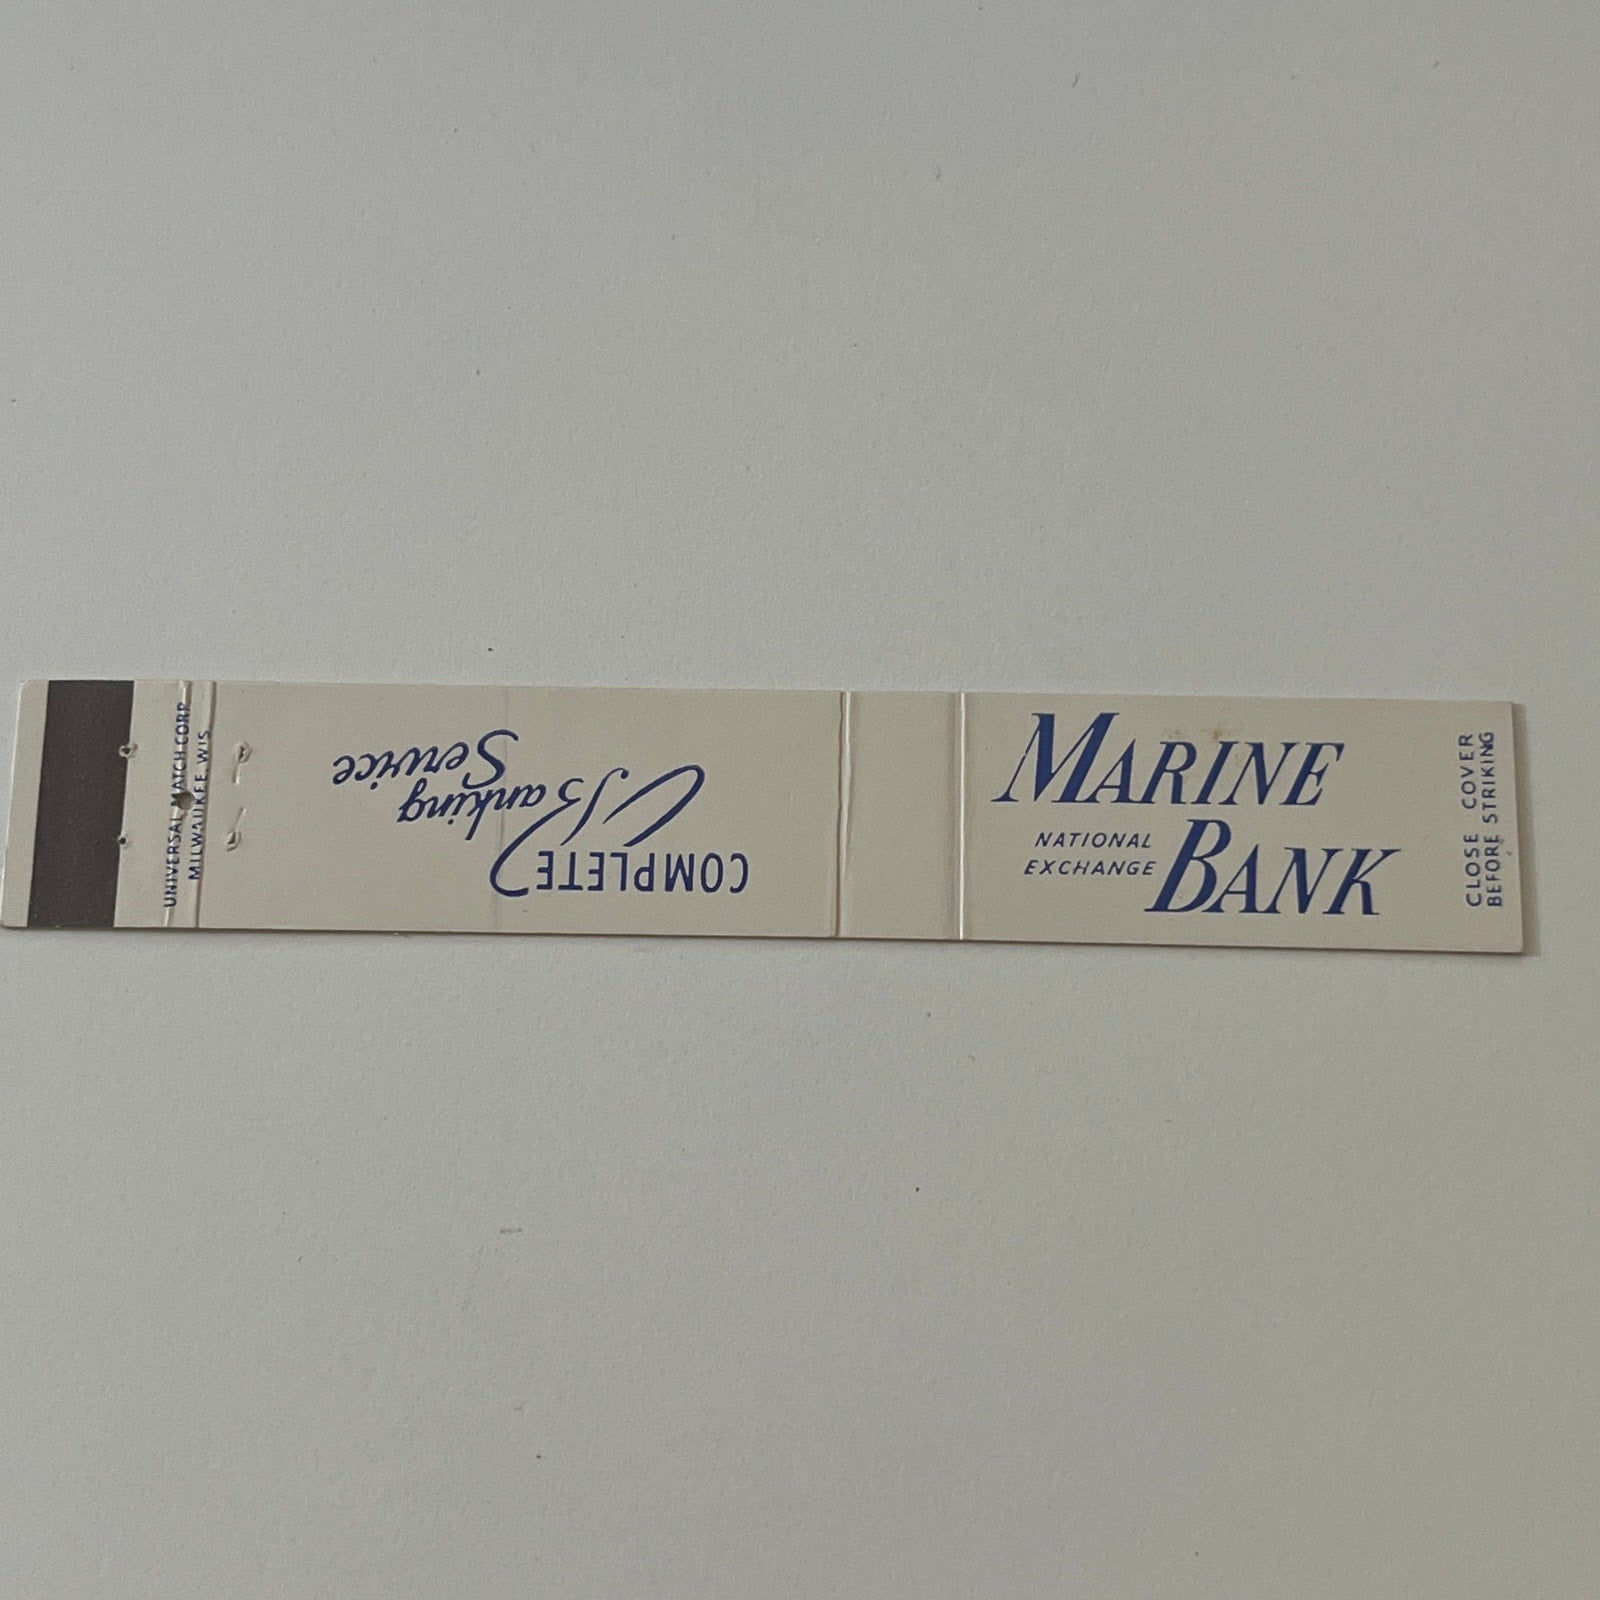 MARINE
NATIONAL
EXCHANGE
BANK
CLOSE COVER
BEFORE STRIKING
COMPLETE
Banking
Service
UNIVERSAL MATCH CORP
MILWAUKEE, WIS